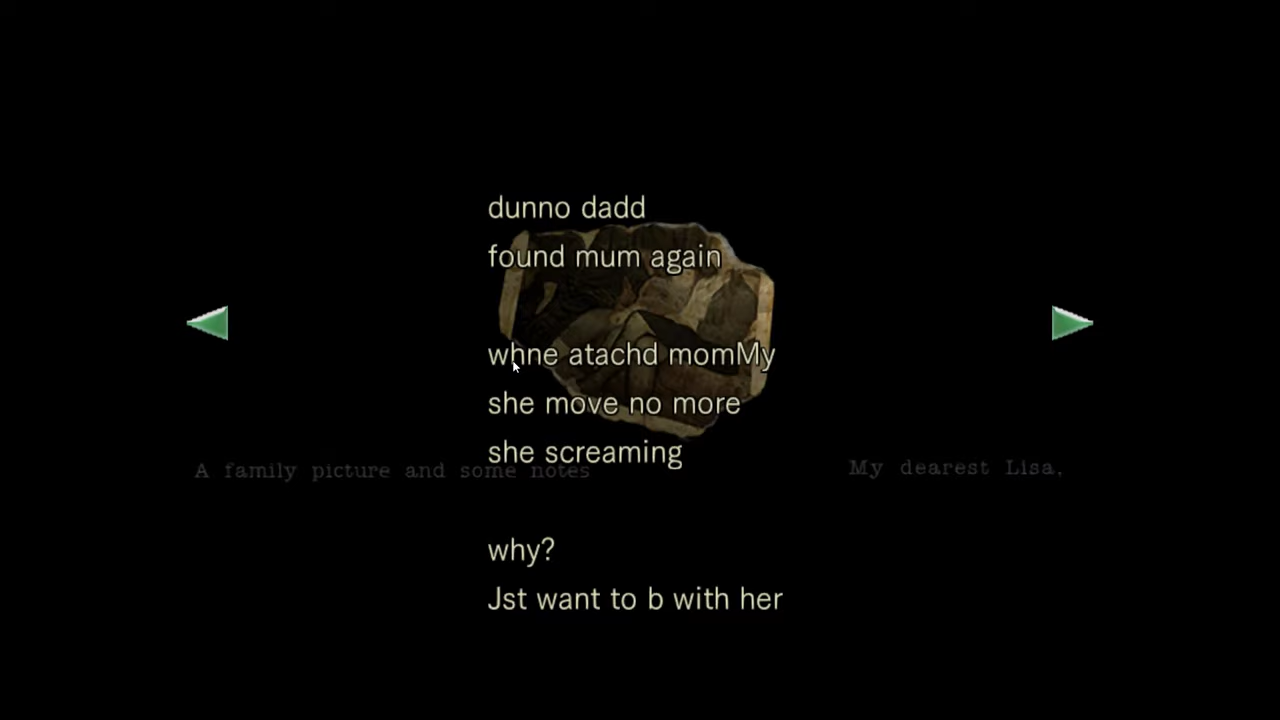 dunno dadd
found mum again
whne atachd momMy
she move no more
she screaming
A family picture and some notes
My dearest Lisa,
why?
Jst want to b with her